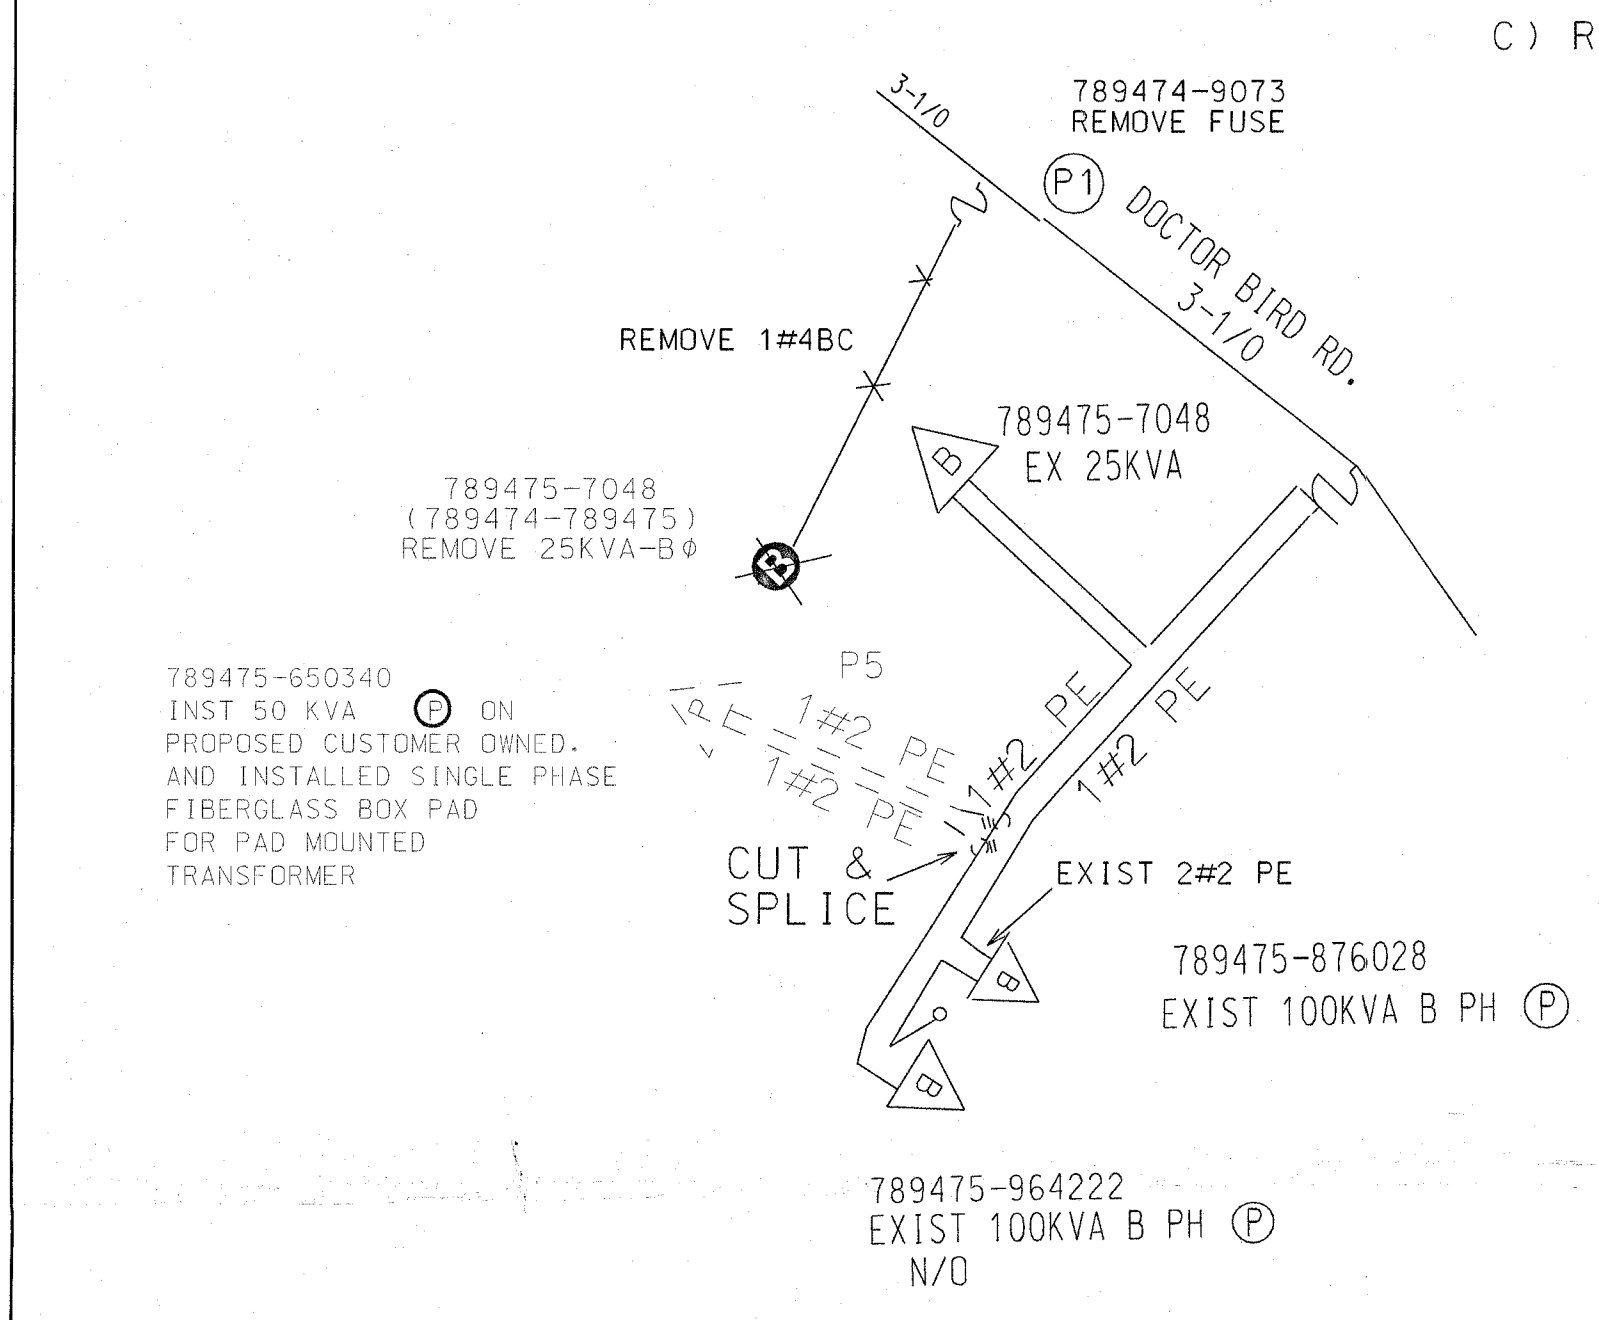 C) R
3-1/0
789474-9073
REMOVE FUSE
P1
DOCTOR BIRD RD.
3-1/0
REMOVE 1#4BC
789475-7048
EX 25KVA
B
789475-7048
(789474-789475)
REMOVE 25KVA-BΦ
B
789475-650340
INST 50 KVA P ON
PROPOSED CUSTOMER OWNED.
AND INSTALLED SINGLE PHASE
FIBERGLASS BOX PAD
FOR PAD MOUNTED
TRANSFORMER
P5
P
1#2 PE
1#2 PE
1#2 PE
1#2 PE
CUT &
SPLICE
EXIST 2#2 PE
B
789475-876028
EXIST 100KVA B PH P
B
789475-964222
EXIST 100KVA B PH P
N/O